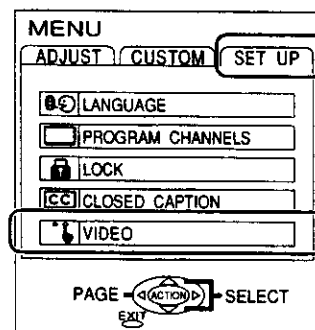 MENU
ADJUST CUSTOM SET UP
LANGUAGE
PROGRAM CHANNELS
LOCK
CC CLOSED CAPTION
VIDEO
PAGE ACTION SELECT
EXIT